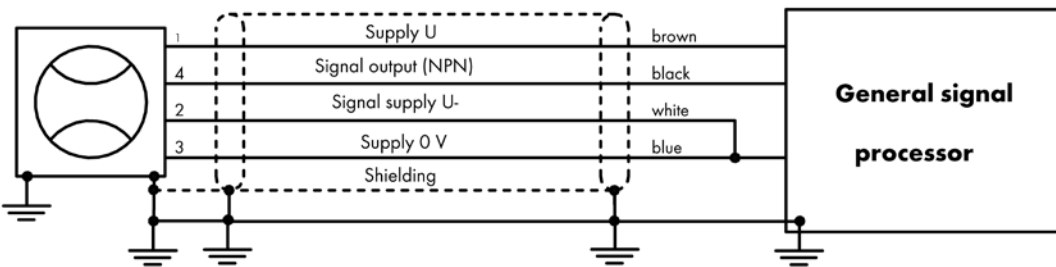 1 Supply U brown
4 Signal output (NPN) black
2 Signal supply U- white
3 Supply 0 V blue
Shielding
General signal
processor